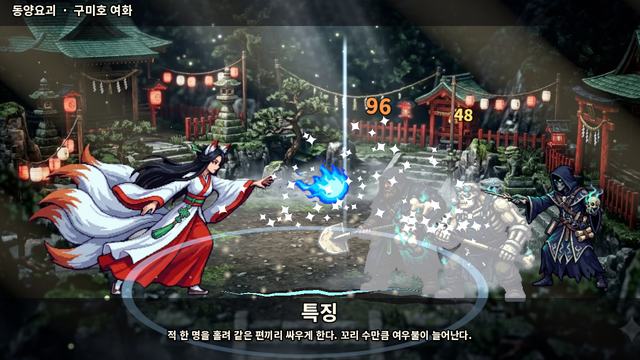 동양요괴 · 구미호 여화
96
48
특징
적 한 명을 홀려 같은 편끼리 싸우게 한다. 꼬리 수만큼 여우불이 늘어난다.